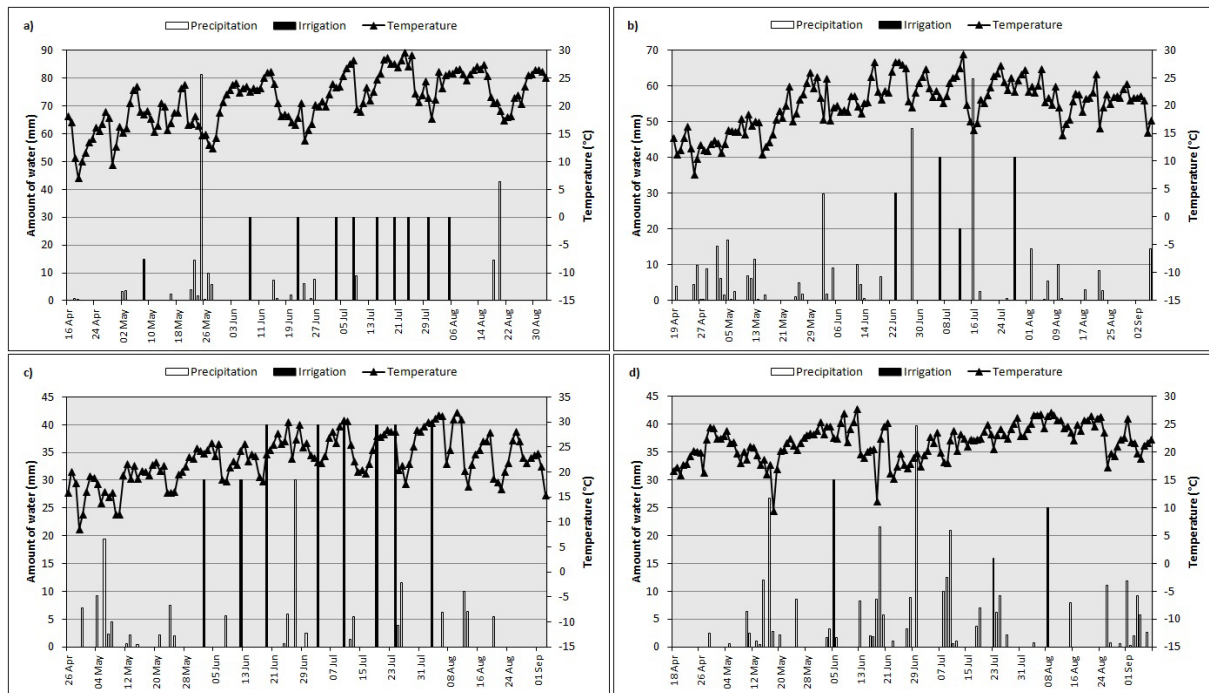 a)
Precipitation Irrigation Temperature
Amount of water (mm)
90
80
70
60
50
40
30
20
10
0
30
25
20
15
10
5
0
-5
-10
-15
Temperature (°C)
16 Apr
24 Apr
02 May
10 May
18 May
26 May
03 Jun
11 Jun
19 Jun
27 Jun
05 Jul
13 Jul
21 Jul
29 Jul
06 Aug
14 Aug
22 Aug
30 Aug
b)
Precipitation Irrigation Temperature
Amount of water (mm)
70
60
50
40
30
20
10
0
30
25
20
15
10
5
0
-5
-10
-15
Temperature (°C)
19 Apr
27 Apr
05 May
13 May
21 May
29 May
06 Jun
14 Jun
22 Jun
30 Jun
08 Jul
16 Jul
24 Jul
01 Aug
09 Aug
17 Aug
25 Aug
02 Sep
c)
Precipitation Irrigation Temperature
Amount of water (mm)
45
40
35
30
25
20
15
10
5
0
35
30
25
20
15
10
5
0
-5
-10
-15
Temperature (°C)
26 Apr
04 May
12 May
20 May
28 May
05 Jun
13 Jun
21 Jun
29 Jun
07 Jul
15 Jul
23 Jul
31 Jul
08 Aug
16 Aug
24 Aug
01 Sep
d)
Precipitation Irrigation Temperature
Amount of water (mm)
45
40
35
30
25
20
15
10
5
0
30
25
20
15
10
5
0
-5
-10
-15
Temperature (°C)
18 Apr
26 Apr
04 May
12 May
20 May
28 May
05 Jun
13 Jun
21 Jun
29 Jun
07 Jul
15 Jul
23 Jul
31 Jul
08 Aug
16 Aug
24 Aug
01 Sep